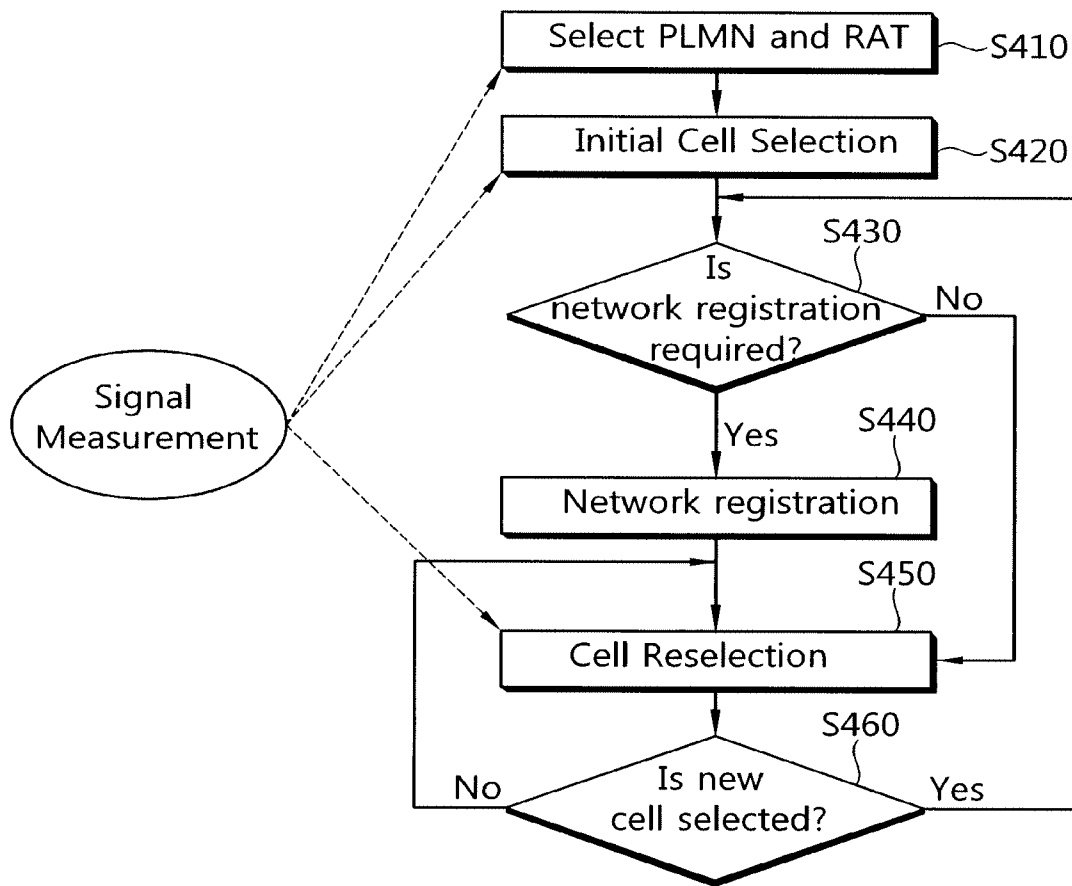 Select PLMN and RAT
S410
Initial Cell Selection
S420
S430
Is
network registration
required?
No
Signal
Measurement
Yes
S440
Network registration
S450
Cell Reselection
S460
Is new
cell selected?
No
Yes